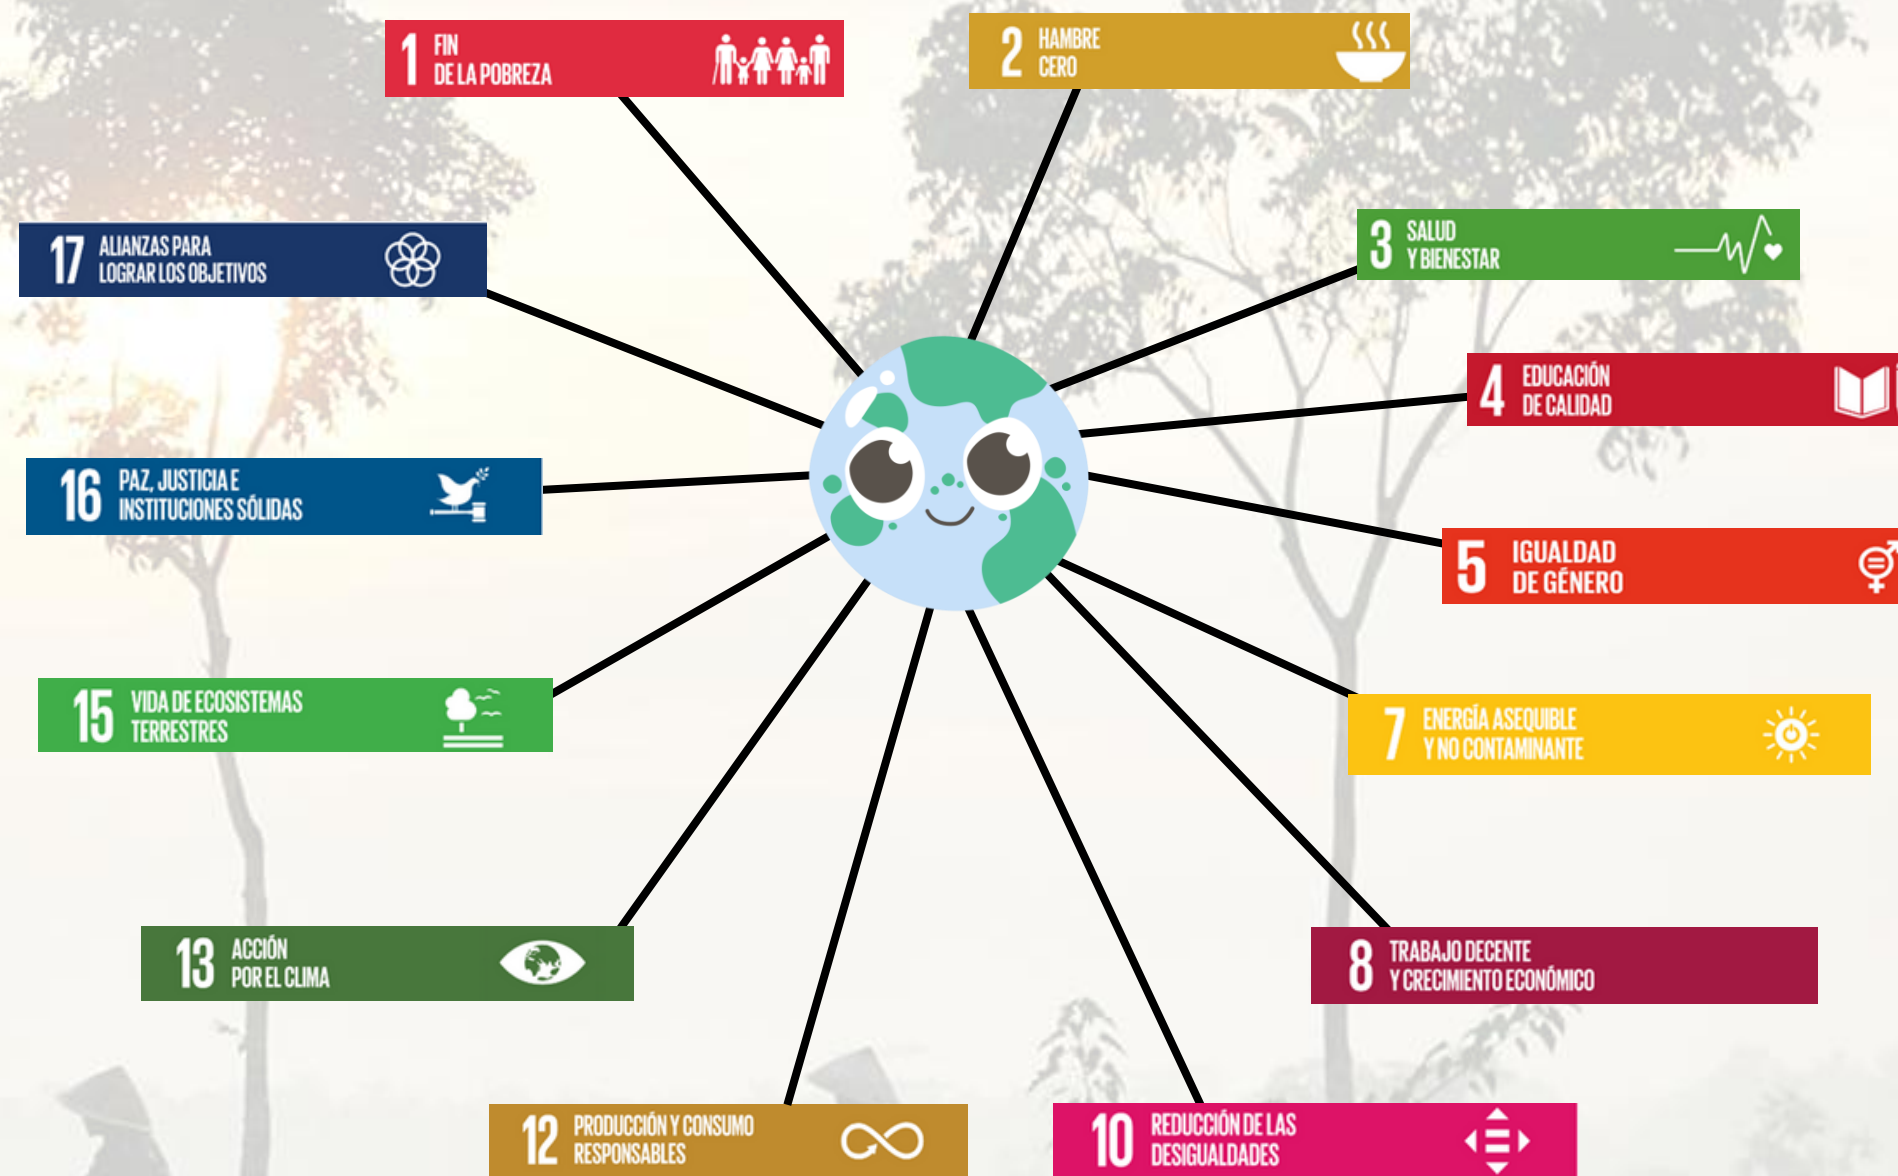 1 FIN
DE LA POBREZA
2 HAMBRE
CERO
3 SALUD
Y BIENESTAR
4 EDUCACIÓN
DE CALIDAD
5 IGUALDAD
DE GÉNERO
7 ENERGÍA ASEQUIBLE
Y NO CONTAMINANTE
8 TRABAJO DECENTE
Y CRECIMIENTO ECONÓMICO
10 REDUCCIÓN DE LAS
DESIGUALDADES
12 PRODUCCIÓN Y CONSUMO
RESPONSABLES
13 ACCIÓN
POR EL CLIMA
15 VIDA DE ECOSISTEMAS
TERRESTRES
16 PAZ, JUSTICIA E
INSTITUCIONES SÓLIDAS
17 ALIANZAS PARA
LOGRAR LOS OBJETIVOS